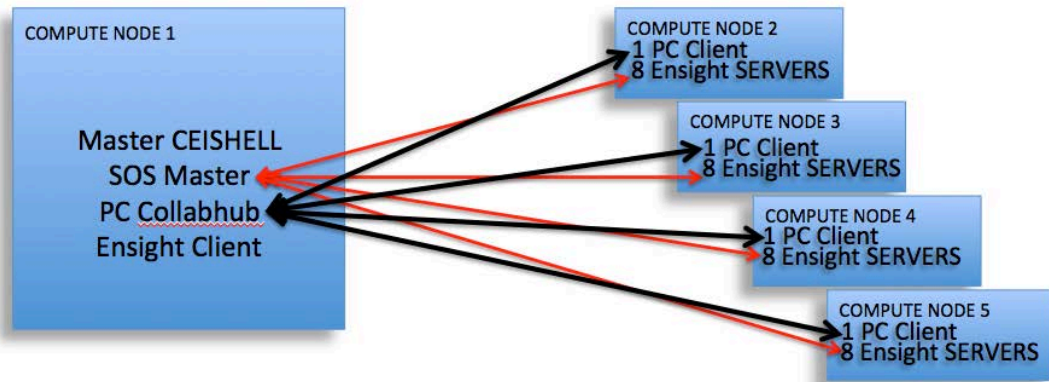 COMPUTE NODE 1
Master CEISHELL
SOS Master
PC Collabhub
Ensight Client
COMPUTE NODE 2
1 PC Client
8 Ensight SERVERS
COMPUTE NODE 3
1 PC Client
8 Ensight SERVERS
COMPUTE NODE 4
1 PC Client
8 Ensight SERVERS
COMPUTE NODE 5
1 PC Client
8 Ensight SERVERS